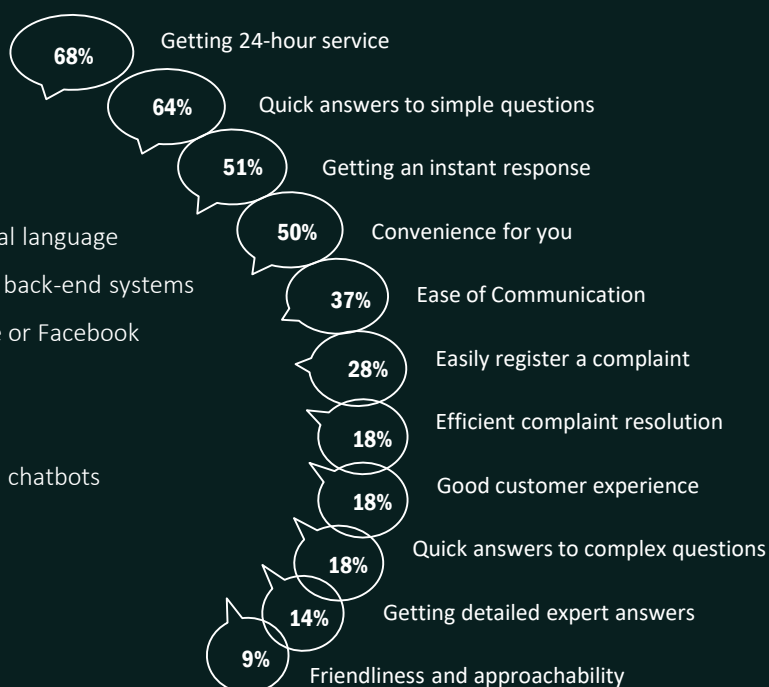 68% Getting 24-hour service
64% Quick answers to simple questions
51% Getting an instant response
50% Convenience for you
al language
back-end systems
37% Ease of Communication
or Facebook
28% Easily register a complaint
18% Efficient complaint resolution
chatbots
18% Good customer experience
18% Quick answers to complex questions
14% Getting detailed expert answers
9% Friendliness and approachability